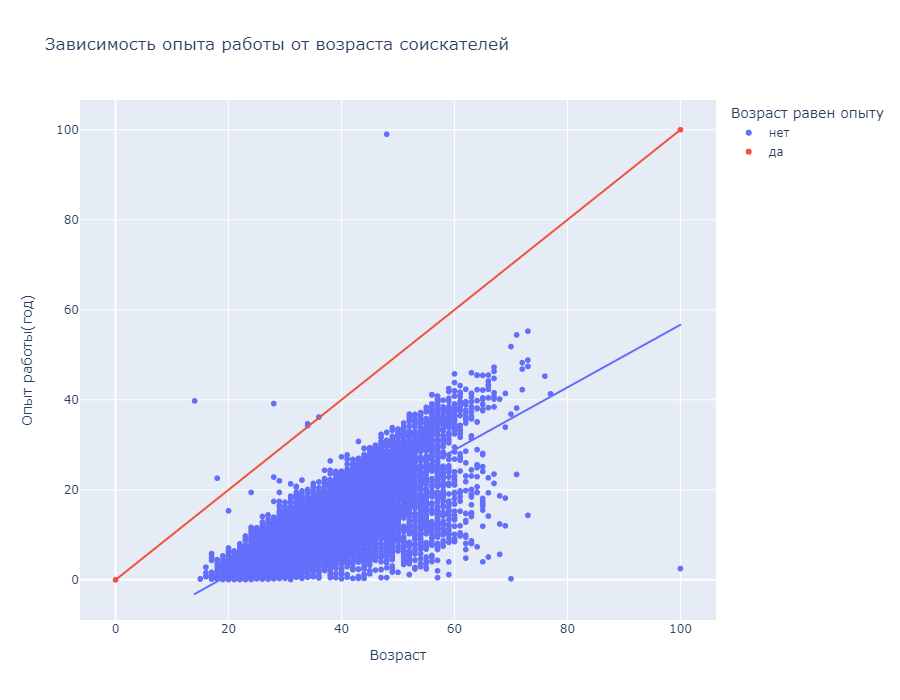 Зависимость опыта работы от возраста соискателей
Возраст равен опыту
нет
да
Опыт работы(год)
100
80
60
40
20
0
0 20 40 60 80 100
Возраст